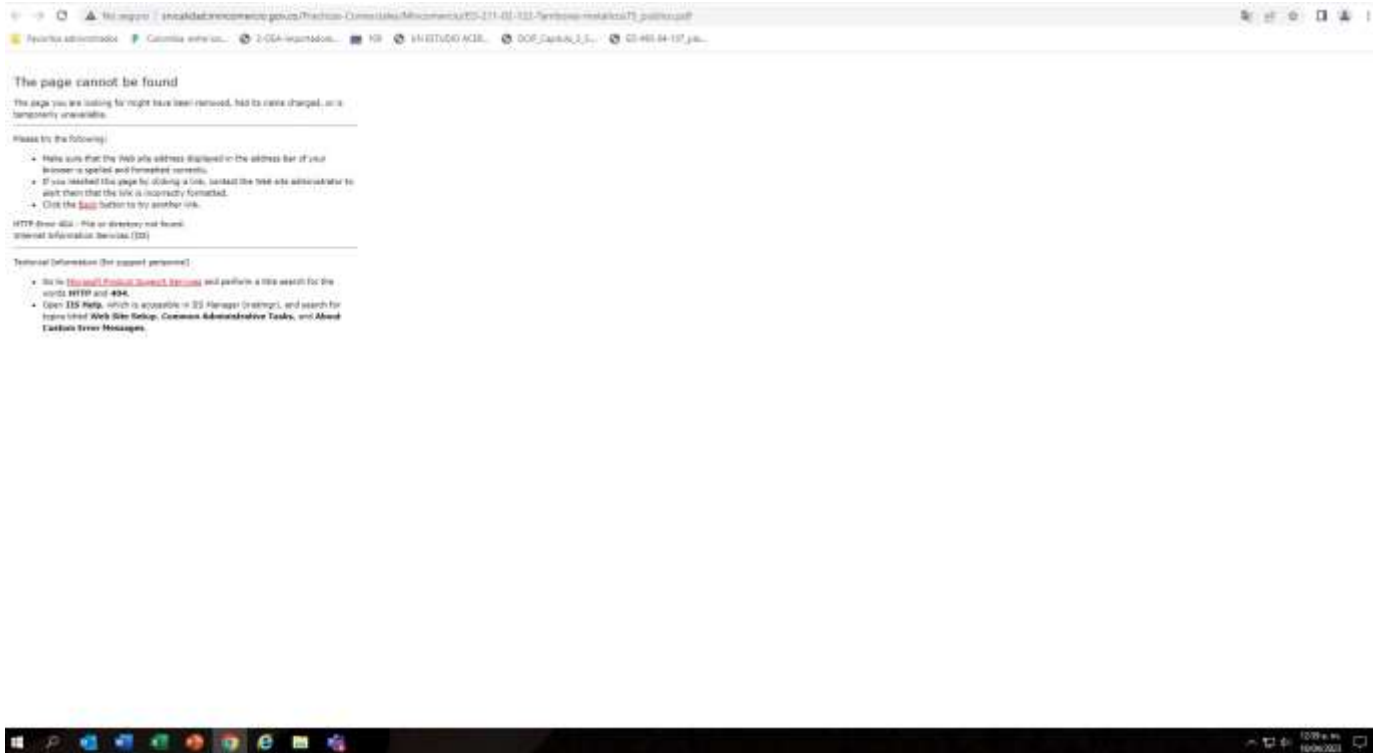 No seguro
Favoritos administrados
The page cannot be found
The page you are looking for might have been removed, had its name changed, or is
temporarily unavailable.
Please try the following:
• Make sure that the Web site address displayed in the address bar of your
browser is spelled and formatted correctly.
• If you reached this page by clicking a link, contact the Web site administrator to
alert them that the link is incorrectly formatted.
• Click the Back button to try another link.
HTTP Error 404 - File or directory not found.
Internet Information Services (IIS)
Technical Information (for support personnel)
• Go to Microsoft Product Support Services and perform a title search for the
words HTTP and 404.
• Open IIS Help, which is accessible in IIS Manager (inetmgr), and search for
topics titled Web Site Setup, Common Administrative Tasks, and About
Custom Error Messages.